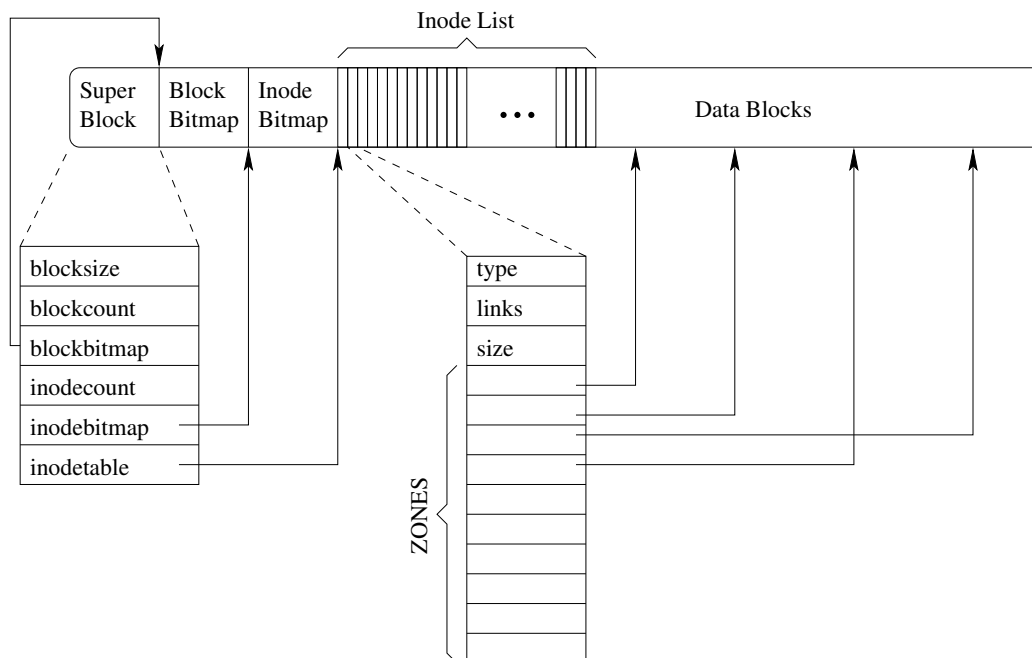 Inode List
Super
Block
Block
Bitmap
Inode
Bitmap
...
Data Blocks
blocksize
blockcount
blockbitmap
inodecount
inodebitmap
inodetable
type
links
size
ZONES